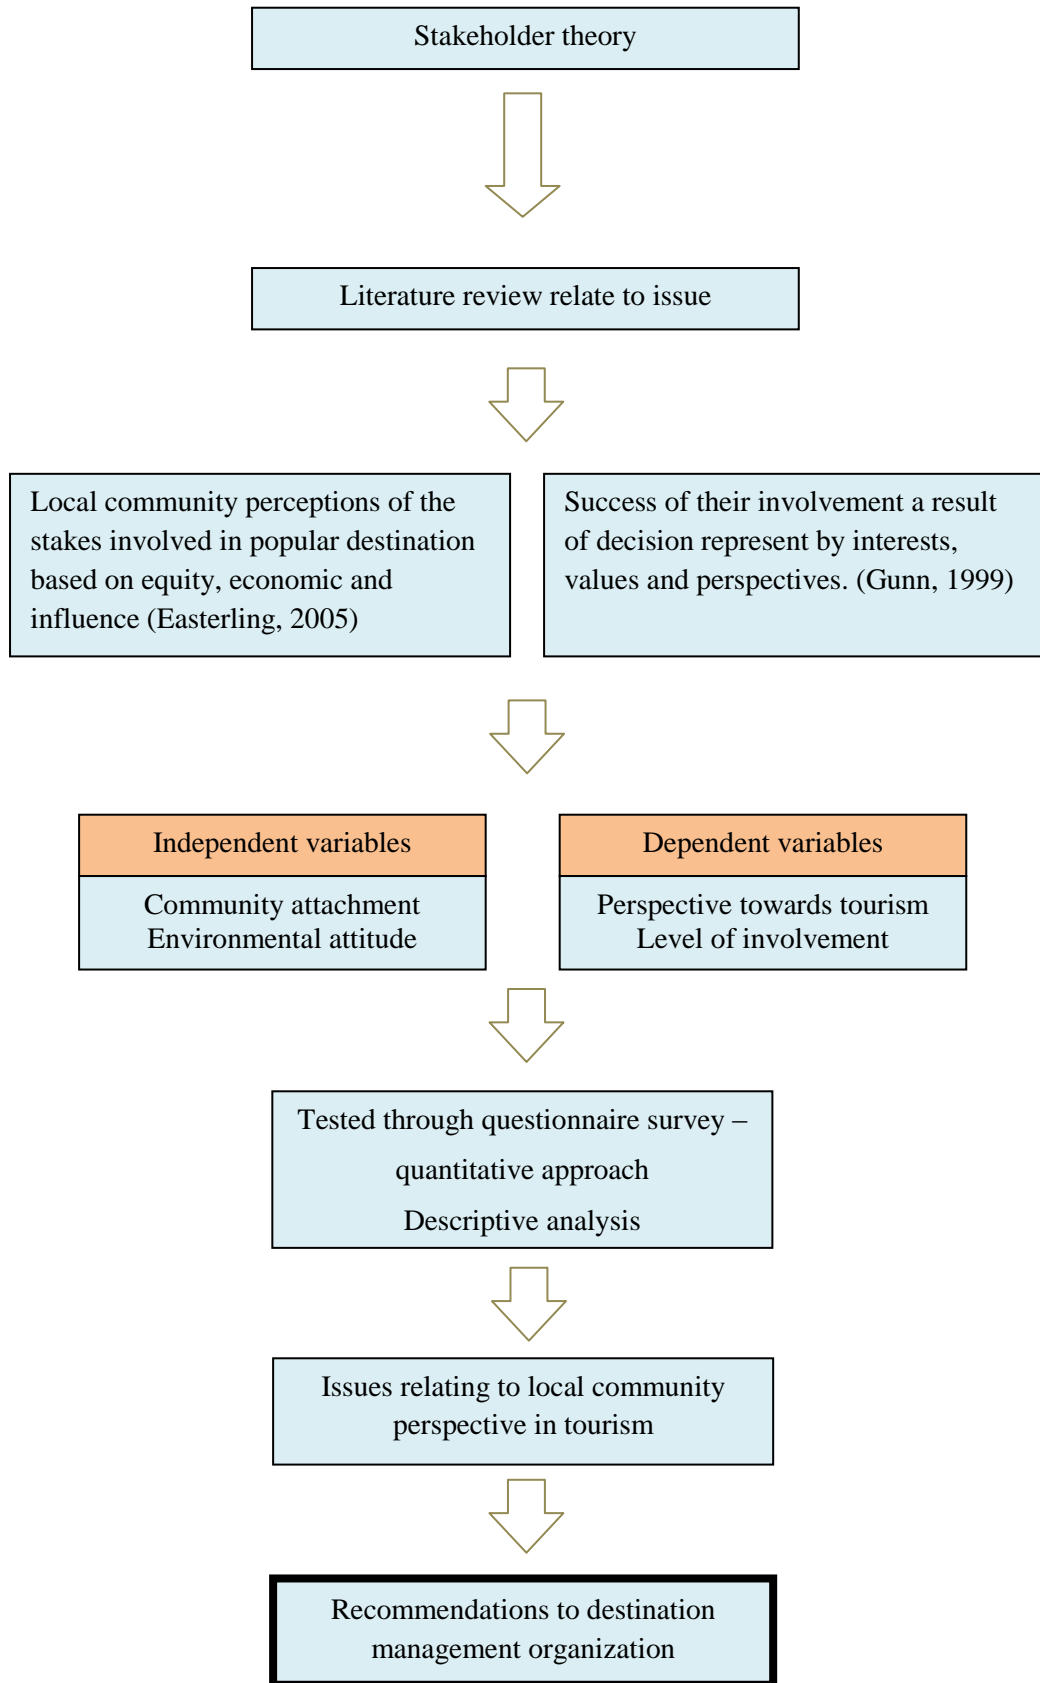 Stakeholder theory
Literature review relate to issue
Local community perceptions of the
stakes involved in popular destination
based on equity, economic and
influence (Easterling, 2005)
Success of their involvement a result
of decision represent by interests,
values and perspectives. (Gunn, 1999)
Independent variables
Community attachment
Environmental attitude
Dependent variables
Perspective towards tourism
Level of involvement
Tested through questionnaire survey –
quantitative approach
Descriptive analysis
Issues relating to local community
perspective in tourism
Recommendations to destination
management organization